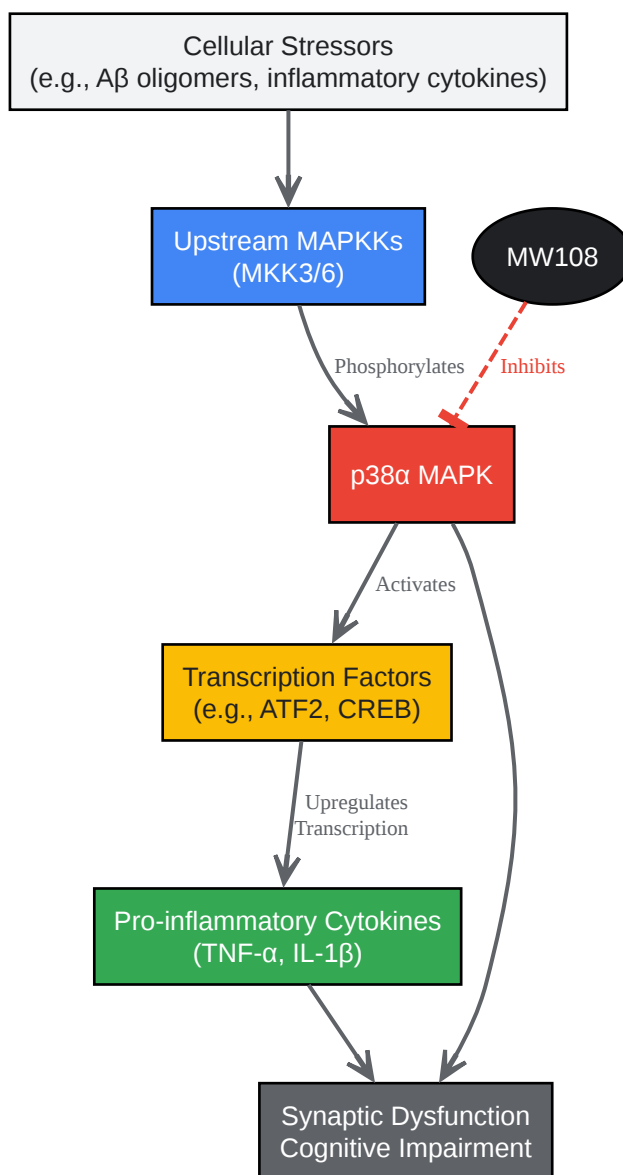 Cellular Stressors
(e.g., Aβ oligomers, inflammatory cytokines)
Upstream MAPKKs
(MKK3/6)
MW108
Phosphorylates
Inhibits
p38α MAPK
Activates
Transcription Factors
(e.g., ATF2, CREB)
Upregulates
Transcription
Pro-inflammatory Cytokines
(TNF-α, IL-1β)
Synaptic Dysfunction
Cognitive Impairment